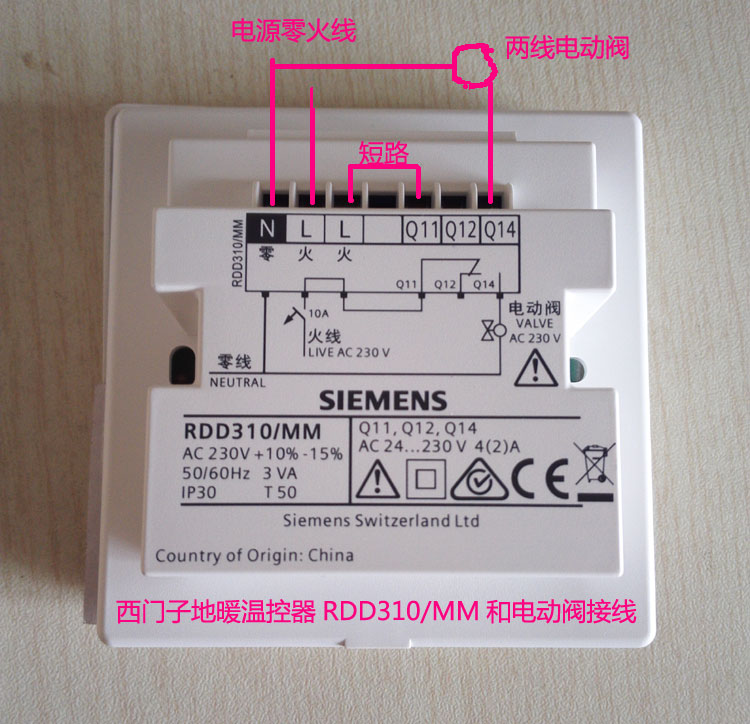 电源零火线
两线电动阀
短路
RDD310/MM
N L L Q11 Q12 Q14
零 火 火
Q11 Q12 Q14
10A
火线
LIVE AC 230 V
电动阀
VALVE
AC 230 V
零线
NEUTRAL
SIEMENS
RDD310/MM
AC 230V +10% -15%
50/60Hz 3 VA
IP30 T 50
Q11, Q12, Q14
AC 24...230 V 4(2)A
CE
Siemens Switzerland Ltd
Country of Origin: China
西门子地暖温控器 RDD310/MM 和电动阀接线